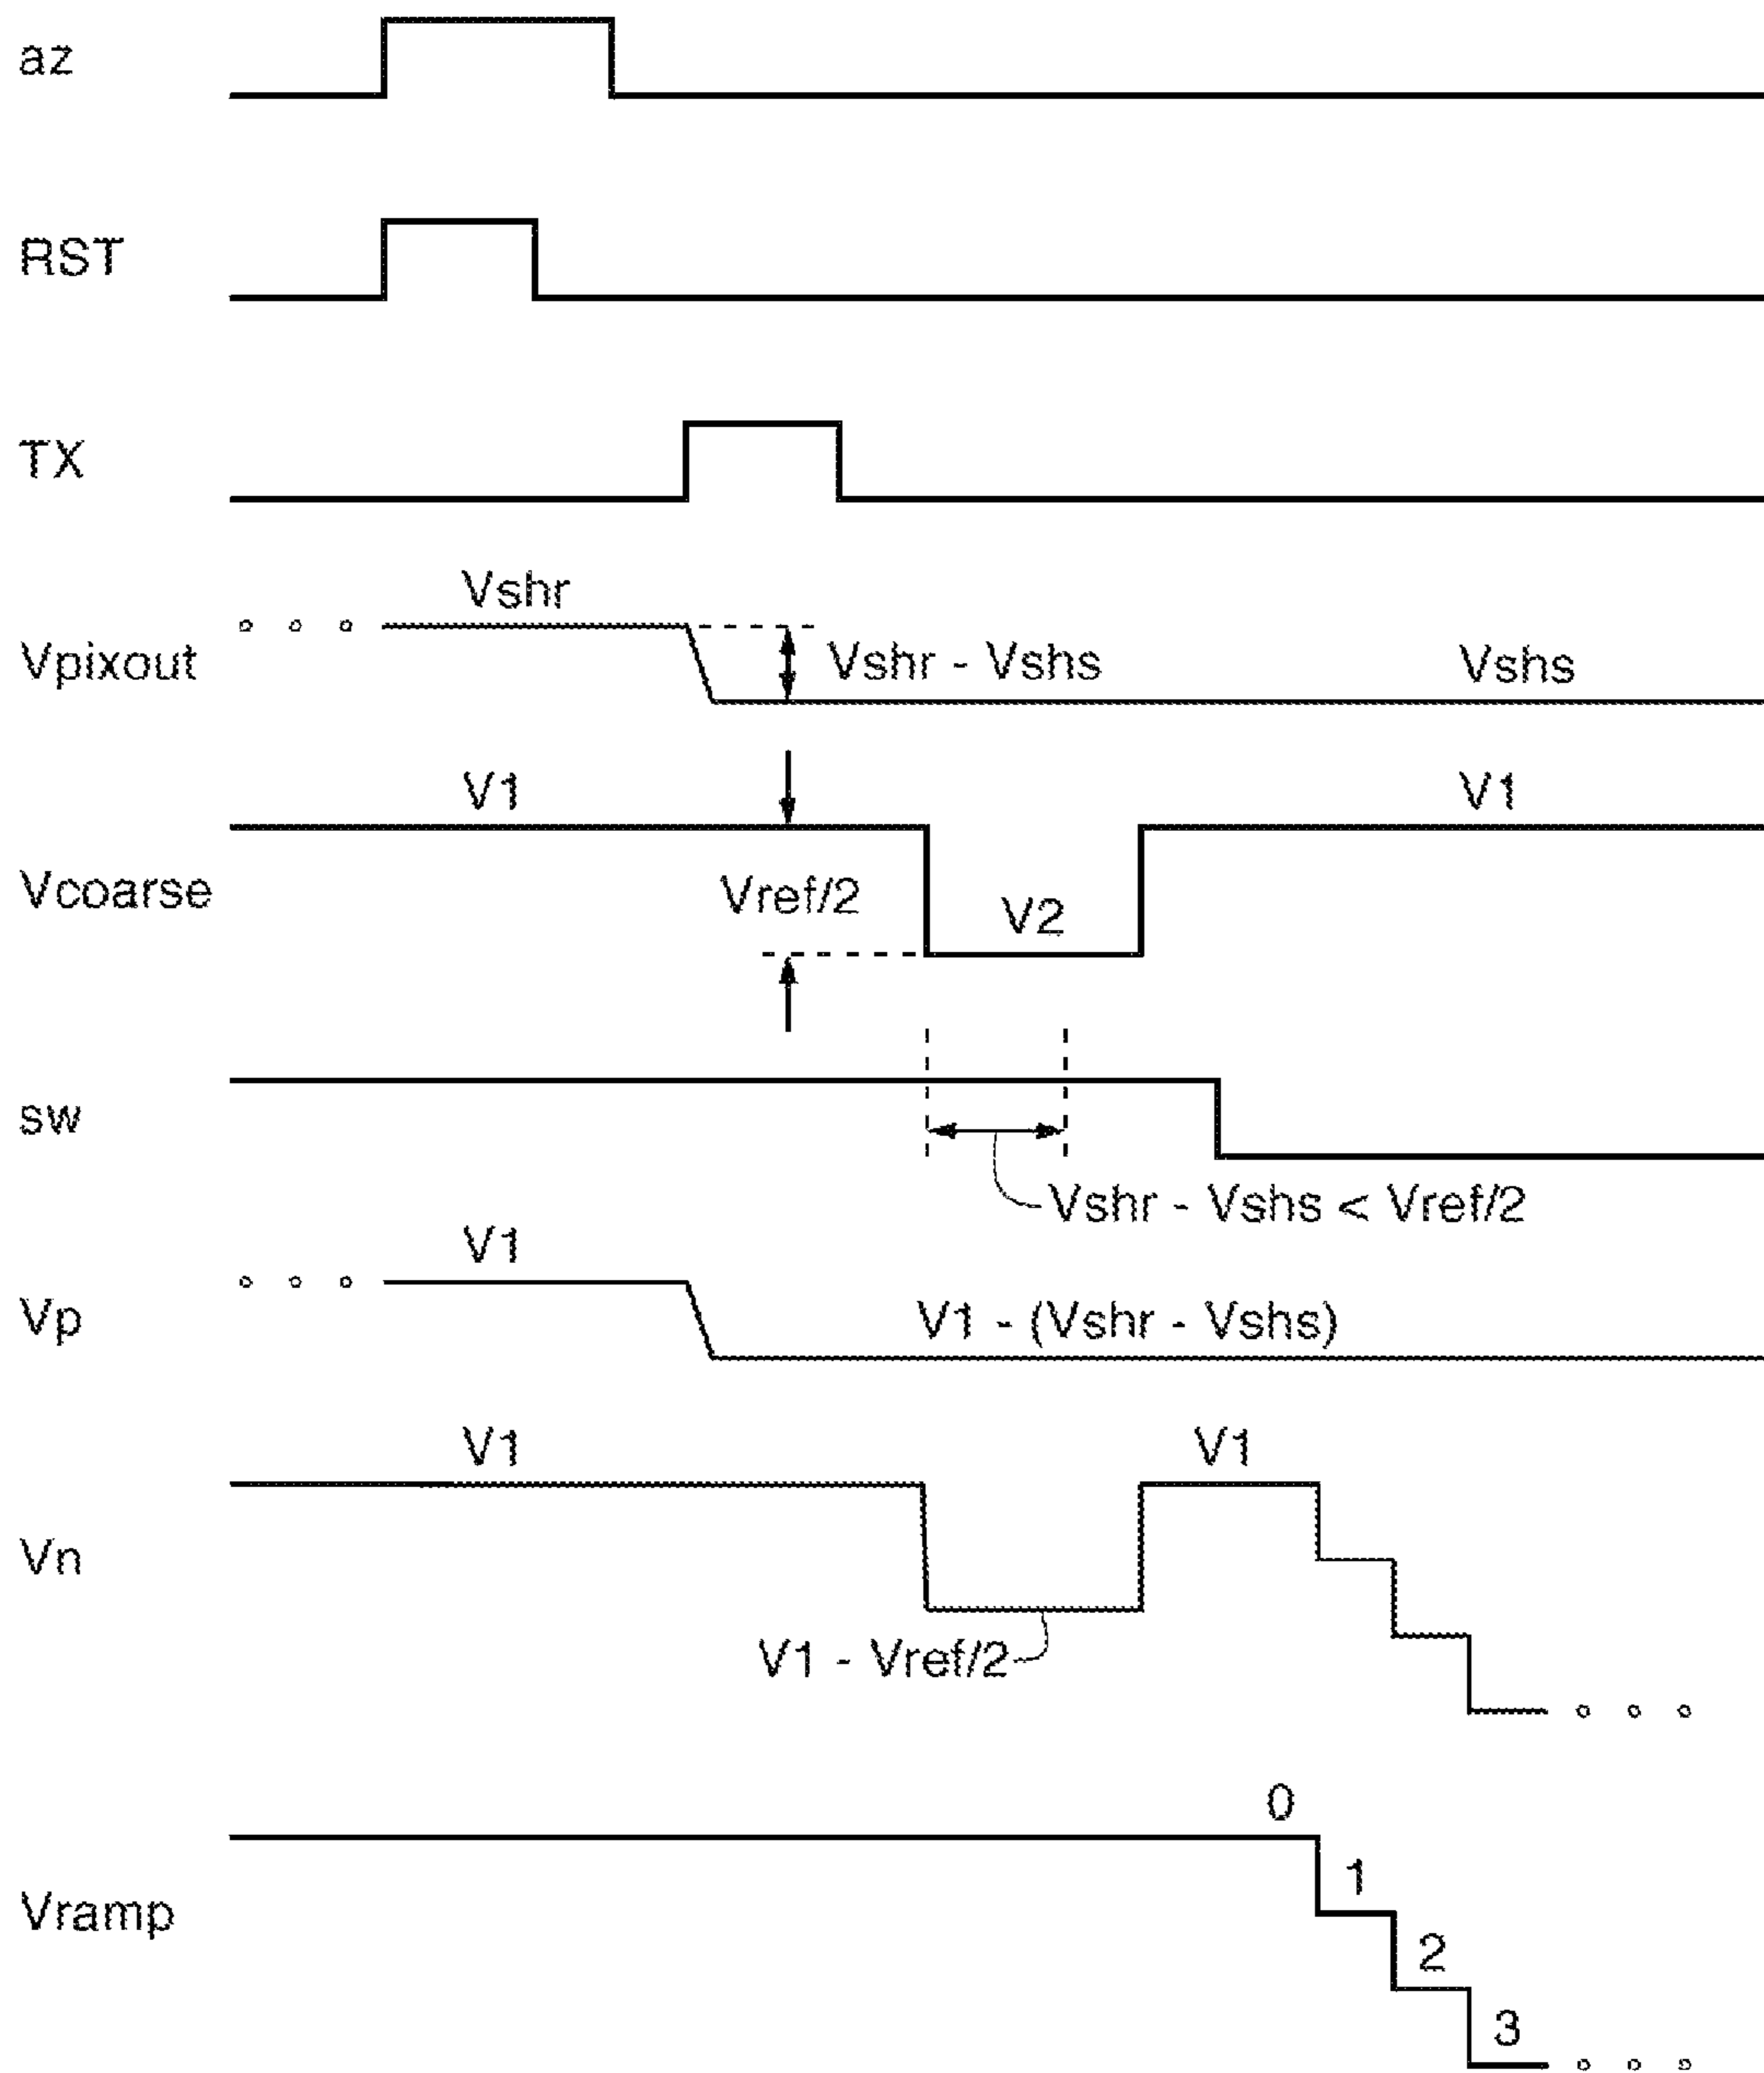 az
RST
TX
Vshr
Vpixout
Vshr - Vshs
Vshs
V1
V1
Vcoarse
Vref/2
V2
sw
Vshr - Vshs < Vref/2
V1
Vp
V1 - (Vshr - Vshs)
V1
V1
Vn
V1 - Vref/2
0
1
Vramp
2
3